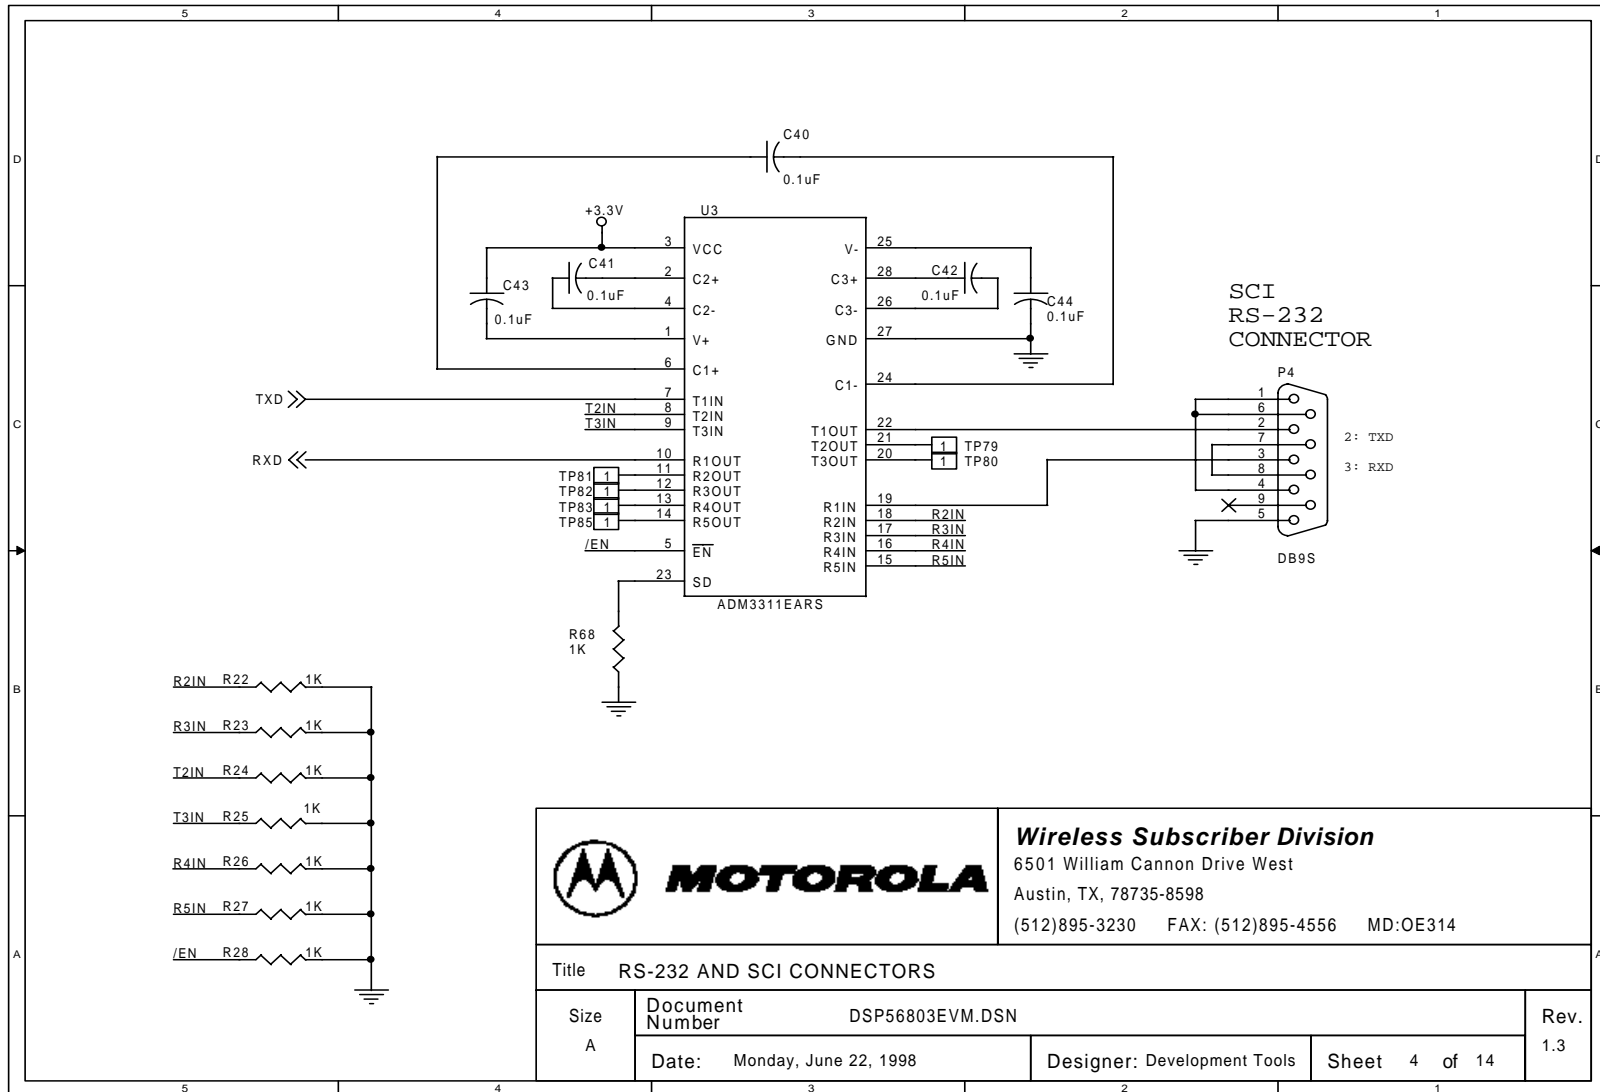 5 4 3 2 1
D D
C40
0.1uF
+3.3V
U3
3 VCC V- 25
C41
2 C2+ C3+ 28 C42
C43 0.1uF 0.1uF C44
4 C2- C3- 26
0.1uF 0.1uF
1 V+ GND 27
6 C1+
C1- 24
SCI
RS-232
CONNECTOR
P4
TXD 7 T1IN
T2IN 8 T2IN
T3IN 9 T3IN
C C
T1OUT 22
T2OUT 21 1 TP79
T3OUT 20 1 TP80
RXD 10 R1OUT
TP81 1 11 R2OUT
TP82 1 12 R3OUT
TP83 1 13 R4OUT
TP85 1 14 R5OUT
R1IN 19
R2IN 18 R2IN
R3IN 17 R3IN
R4IN 16 R4IN
R5IN 15 R5IN
/EN 5 EN
23 SD
ADM3311EARS
1
6
2
7
3
8
4
9
5
2: TXD
3: RXD
DB9S
R68
1K
B B
R2IN R22 1K
R3IN R23 1K
T2IN R24 1K
T3IN R25 1K
R4IN R26 1K
R5IN R27 1K
/EN R28 1K
A A
MOTOROLA
Wireless Subscriber Division
6501 William Cannon Drive West
Austin, TX, 78735-8598
(512)895-3230 FAX: (512)895-4556 MD:OE314
Title RS-232 AND SCI CONNECTORS
Size
A
Document
Number
DSP56803EVM.DSN
Rev.
1.3
Date: Monday, June 22, 1998
Designer: Development Tools
Sheet 4 of 14
5 4 3 2 1